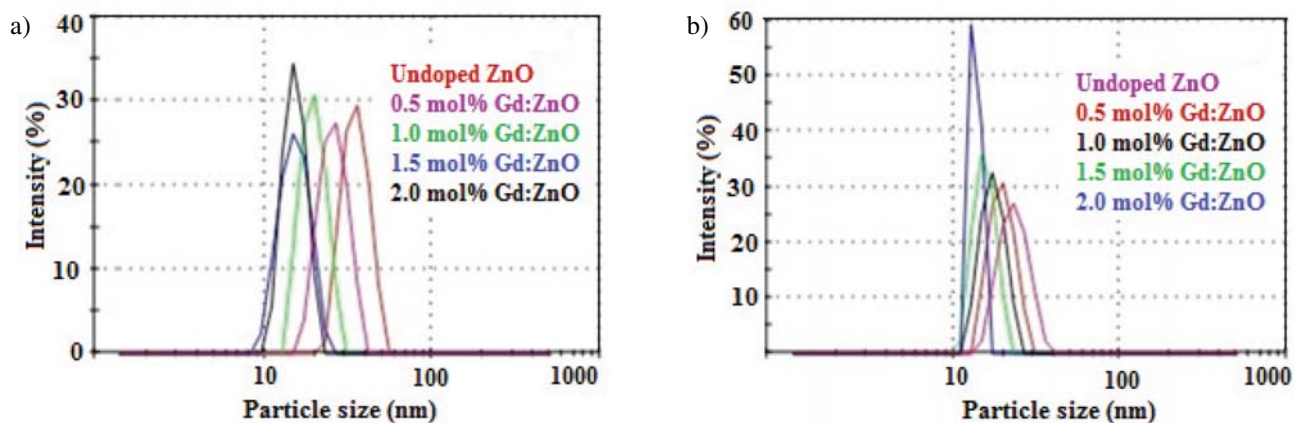 a)
40
30
20
10
0
Intensity (%)
Undoped ZnO
0.5 mol% Gd:ZnO
1.0 mol% Gd:ZnO
1.5 mol% Gd:ZnO
2.0 mol% Gd:ZnO
10 100 1000
Particle size (nm)
b)
60
50
40
30
20
10
Intensity (%)
Undoped ZnO
0.5 mol% Gd:ZnO
1.0 mol% Gd:ZnO
1.5 mol% Gd:ZnO
2.0 mol% Gd:ZnO
10 100 1000
Particle size (nm)